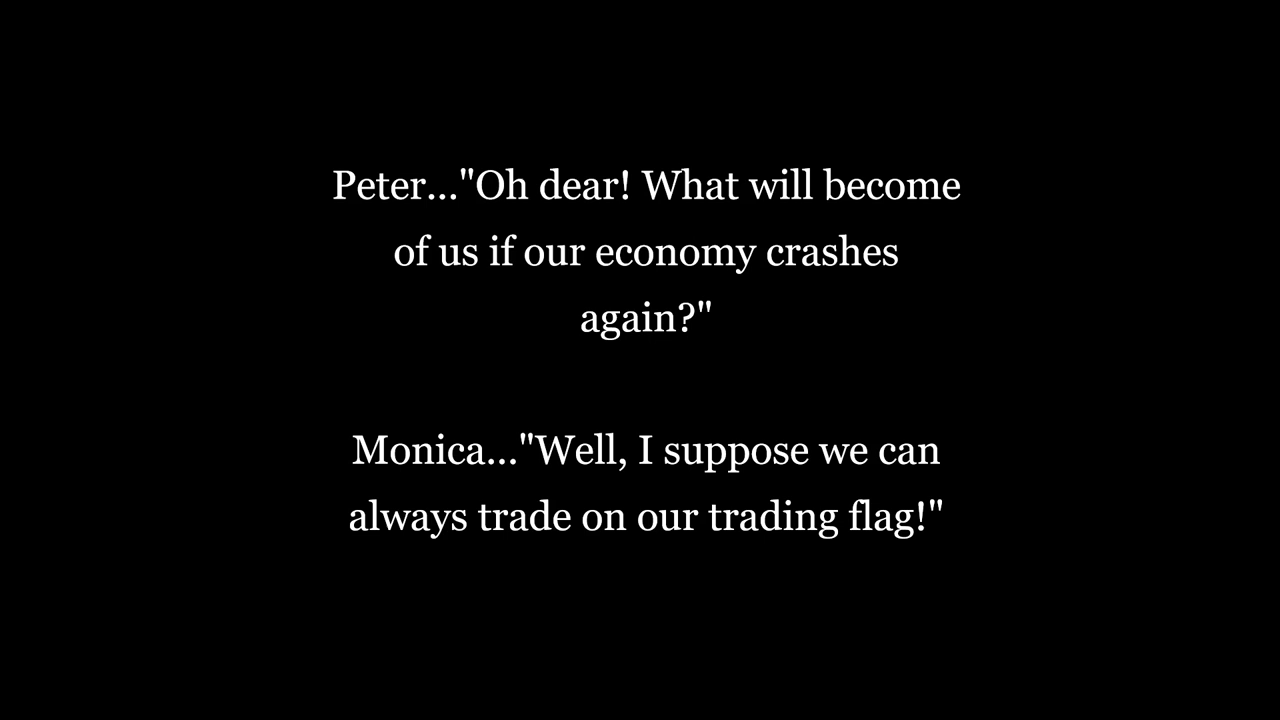 Peter..."Oh dear! What will become
of us if our economy crashes
again?"
Monica..."Well, I suppose we can
always trade on our trading flag!"